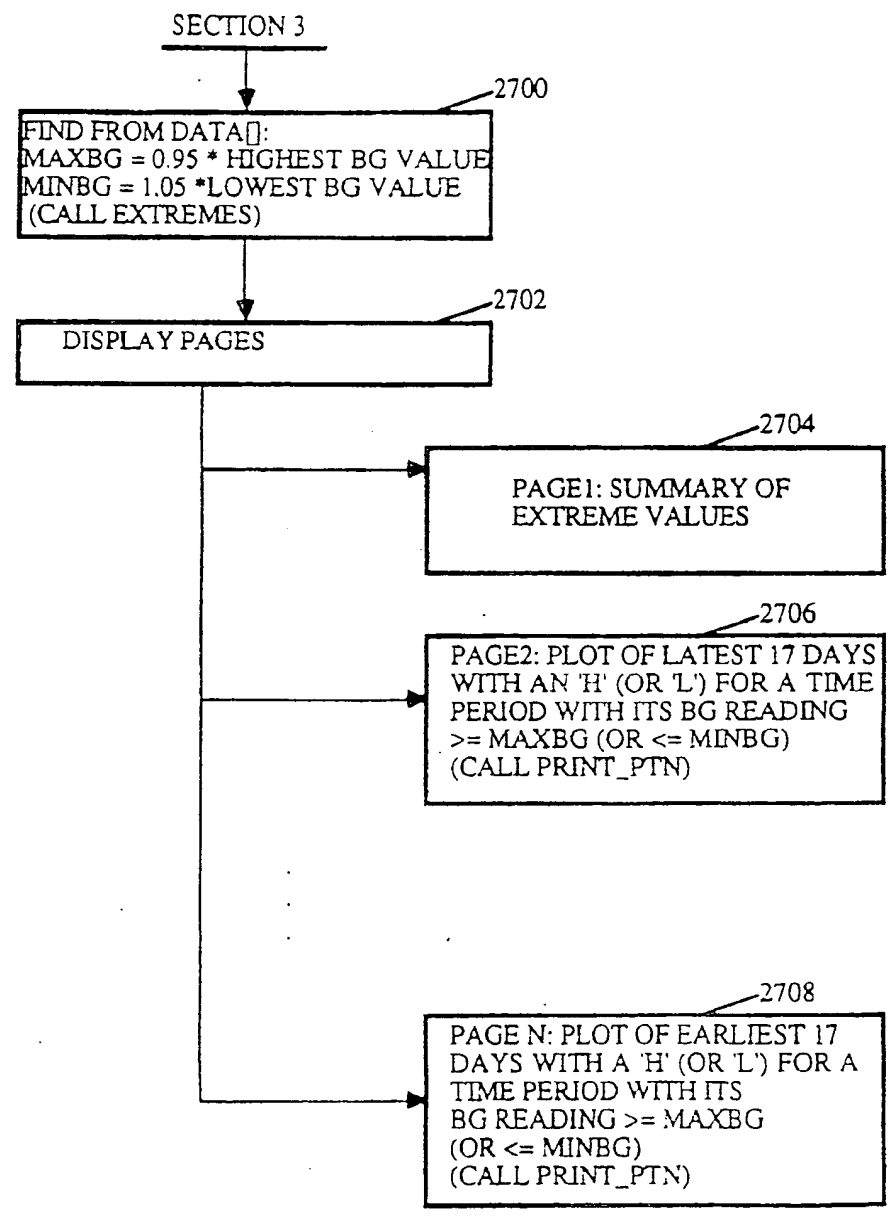 SECTION 3
2700
FIND FROM DATA[]:
MAXBG = 0.95 * HIGHEST BG VALUE
MINBG = 1.05 *LOWEST BG VALUE
(CALL EXTREMES)
2702
DISPLAY PAGES
2704
PAGE1: SUMMARY OF
EXTREME VALUES
2706
PAGE2: PLOT OF LATEST 17 DAYS
WITH AN 'H' (OR 'L') FOR A TIME
PERIOD WITH ITS BG READING
>= MAXBG (OR <= MINBG)
(CALL PRINT_PTN)
2708
PAGE N: PLOT OF EARLIEST 17
DAYS WITH A 'H' (OR 'L') FOR A
TIME PERIOD WITH ITS
BG READING >= MAXBG
(OR <= MINBG)
(CALL PRINT_PTN)